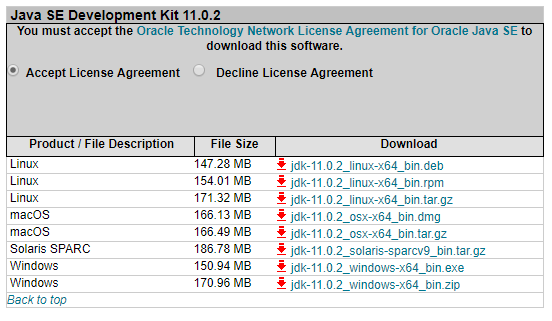 Java SE Development Kit 11.0.2
You must accept the Oracle Technology Network License Agreement for Oracle Java SE to
download this software.
Accept License Agreement Decline License Agreement
Product / File Description File Size Download
Linux 147.28 MB jdk-11.0.2_linux-x64_bin.deb
Linux 154.01 MB jdk-11.0.2_linux-x64_bin.rpm
Linux 171.32 MB jdk-11.0.2_linux-x64_bin.tar.gz
macOS 166.13 MB jdk-11.0.2_osx-x64_bin.dmg
macOS 166.49 MB jdk-11.0.2_osx-x64_bin.tar.gz
Solaris SPARC 186.78 MB jdk-11.0.2_solaris-sparcv9_bin.tar.gz
Windows 150.94 MB jdk-11.0.2_windows-x64_bin.exe
Windows 170.96 MB jdk-11.0.2_windows-x64_bin.zip
Back to top